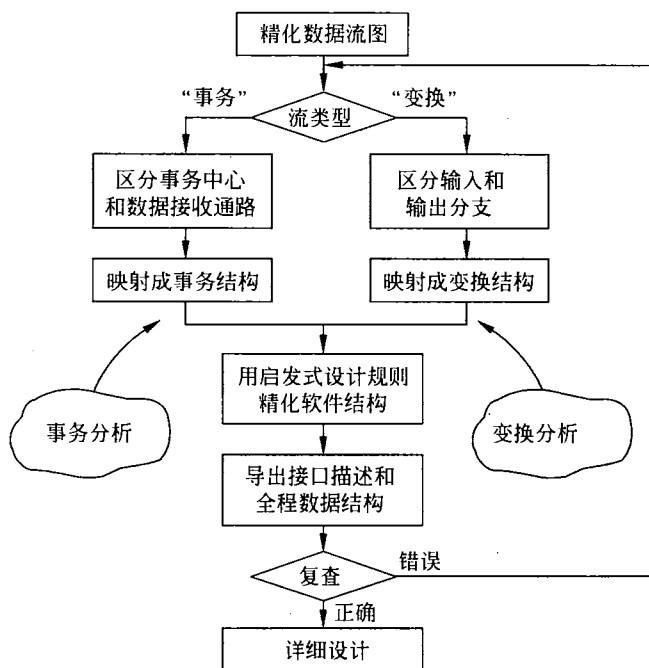 精化数据流图
“事务”
“变换”
流类型
区分事务中心
和数据接收通路
区分输入和
输出分支
映射成事务结构
映射成变换结构
用启发式设计规则
精化软件结构
事务分析
变换分析
导出接口描述和
全程数据结构
复查
错误
正确
详细设计